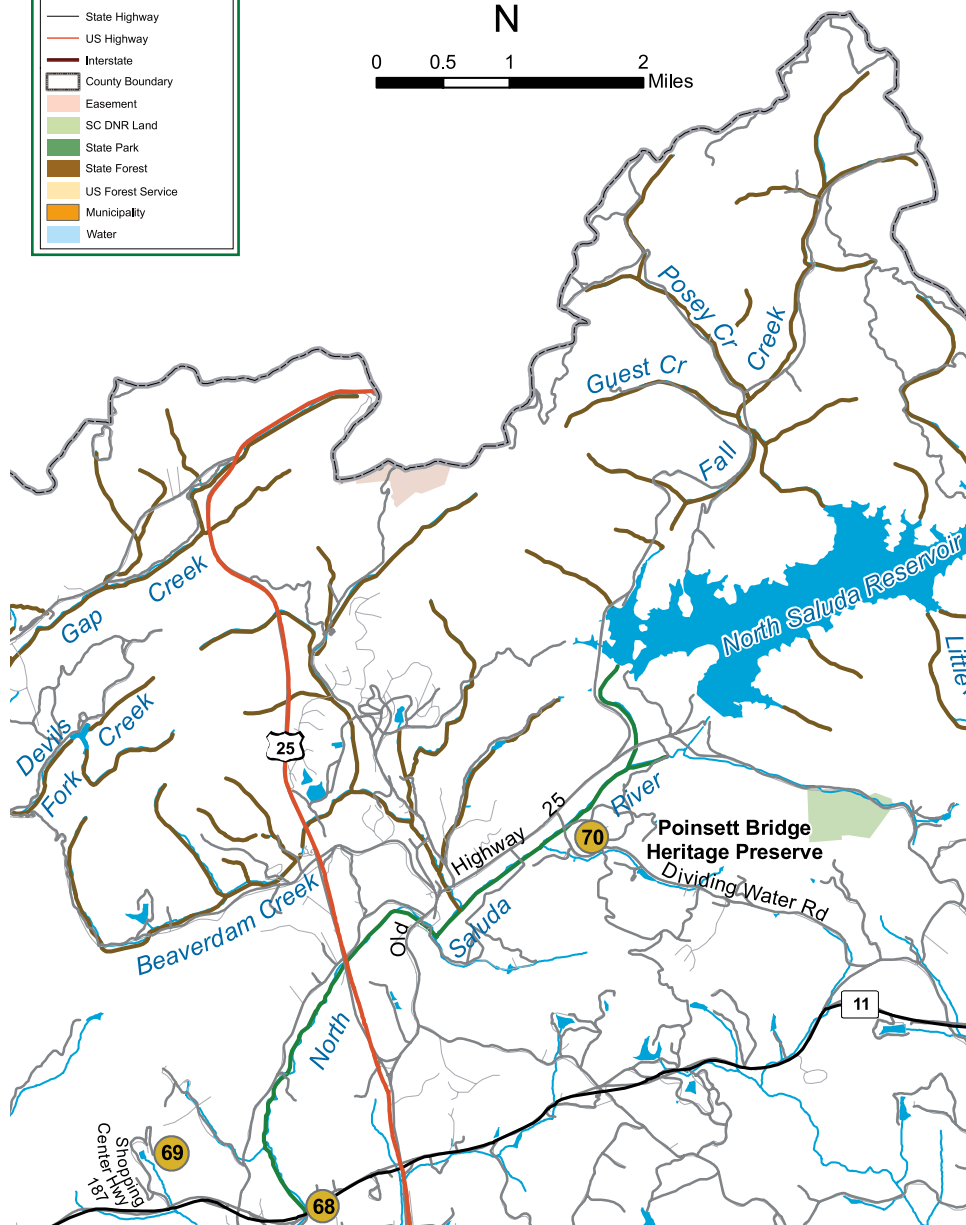 State Highway
US Highway
Interstate
County Boundary
Easement
SC DNR Land
State Park
State Forest
US Forest Service
Municipality
Water
N
0 0.5 1 2
Miles
Posey Cr
Creek
Guest Cr
Fall
North Saluda Reservoir
Gap Creek
Little
Devils
Fork
Creek
25
Highway 25
River
70
Poinsett Bridge
Heritage Preserve
Dividing Water Rd
Beaverdam Creek
Old
Saluda
11
North
69
Shopping
Center Hwy
187
68